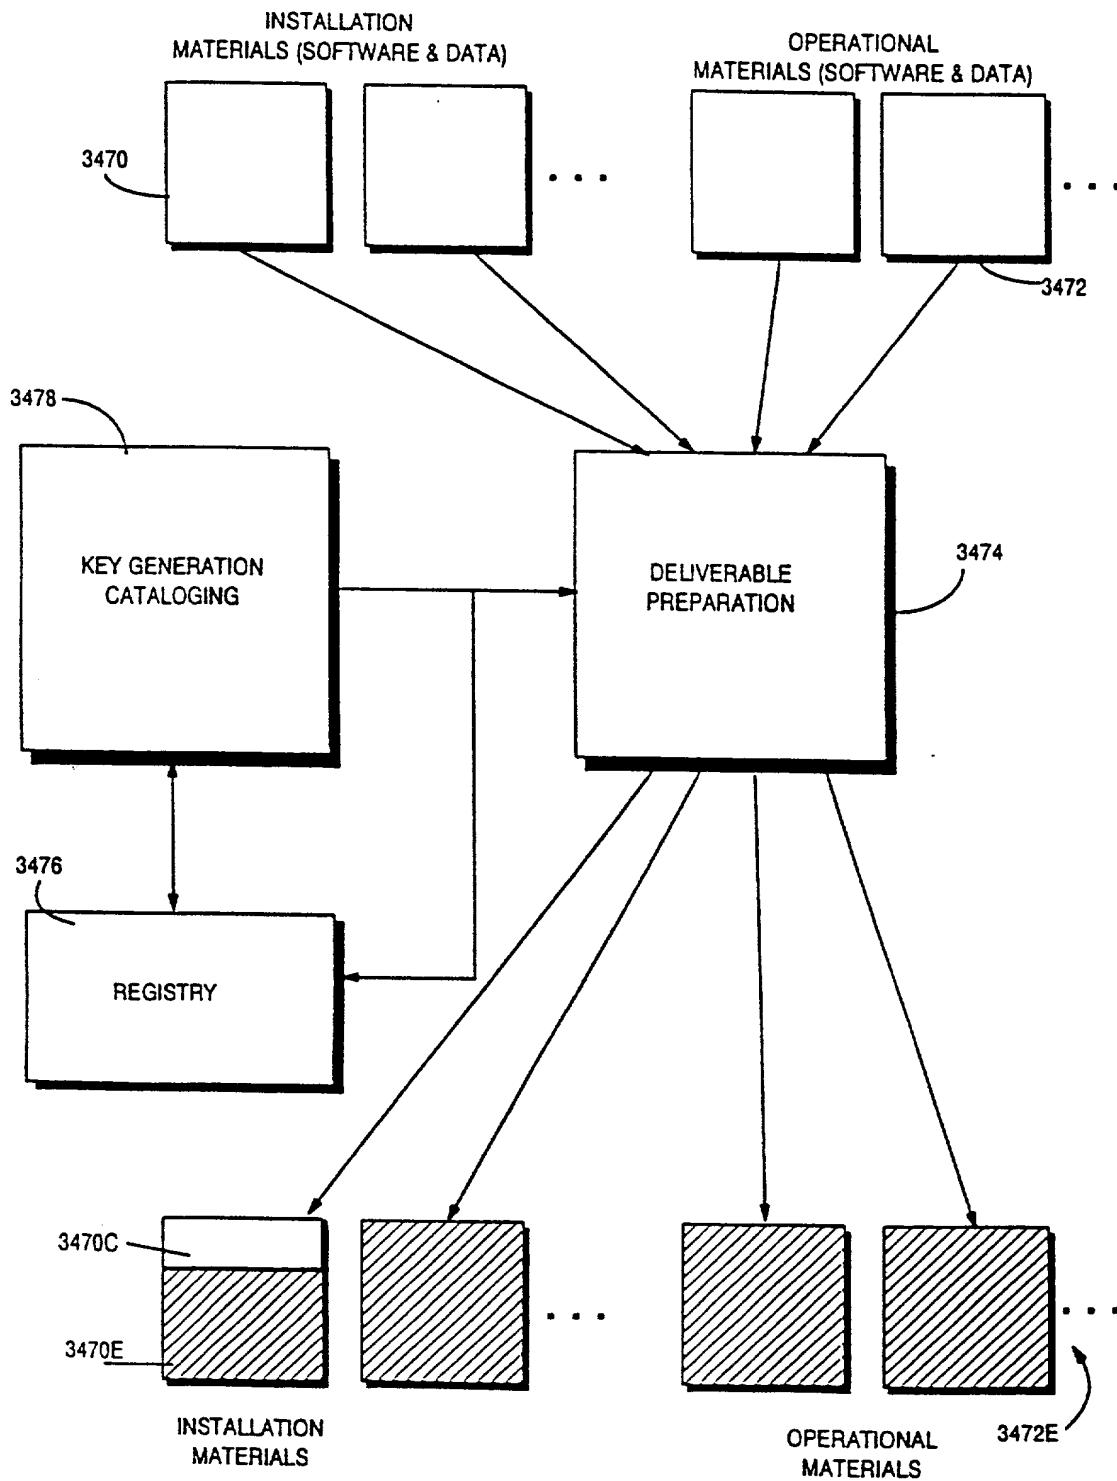 INSTALLATION
MATERIALS (SOFTWARE & DATA)
OPERATIONAL
MATERIALS (SOFTWARE & DATA)
3470
3472
3478
KEY GENERATION
CATALOGING
DELIVERABLE
PREPARATION
3474
3476
REGISTRY
3470C
3470E
3472E
INSTALLATION
MATERIALS
OPERATIONAL
MATERIALS